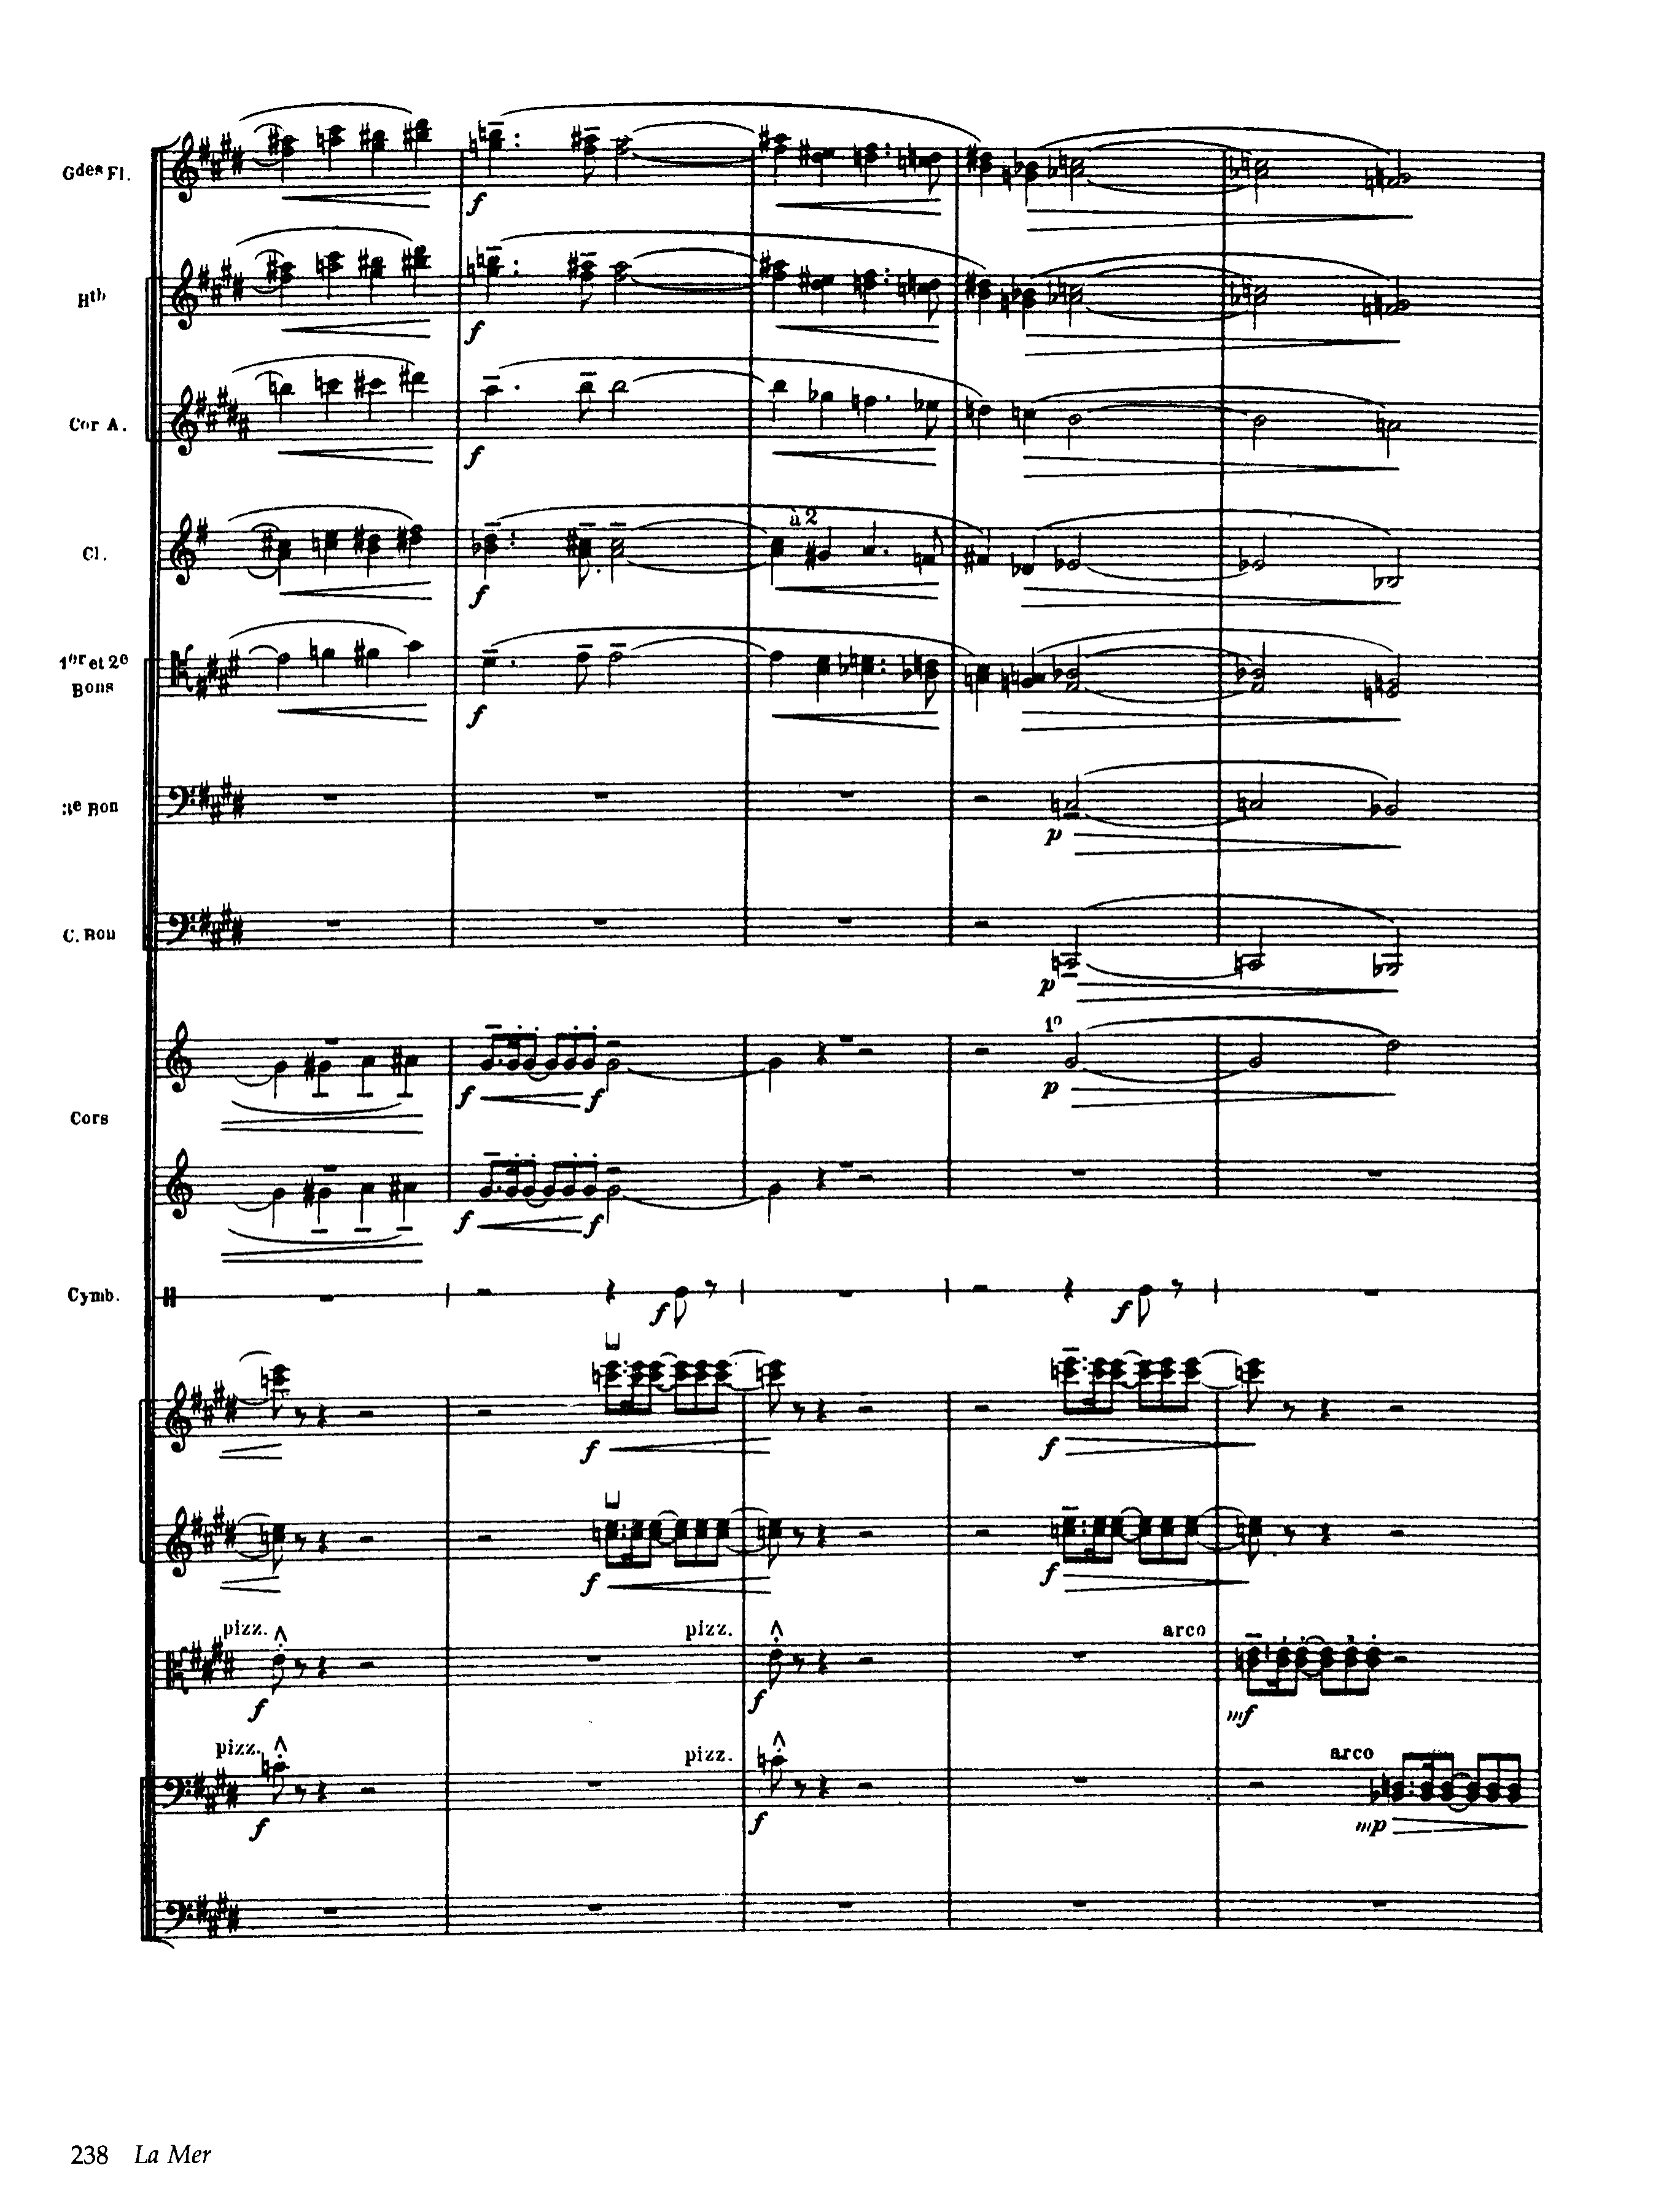 Gdes Fl.
f
Htb
f
Cor A.
f
à 2
Cl.
f
1er et 2e
Bons
f
3e Bon
p
C. Bon
p
1o
f f p
Cors
f f
Cymb.
f f
f f
f f
pizz. pizz. arco
f f mf
pizz. pizz. arco
f f mp
238 La Mer